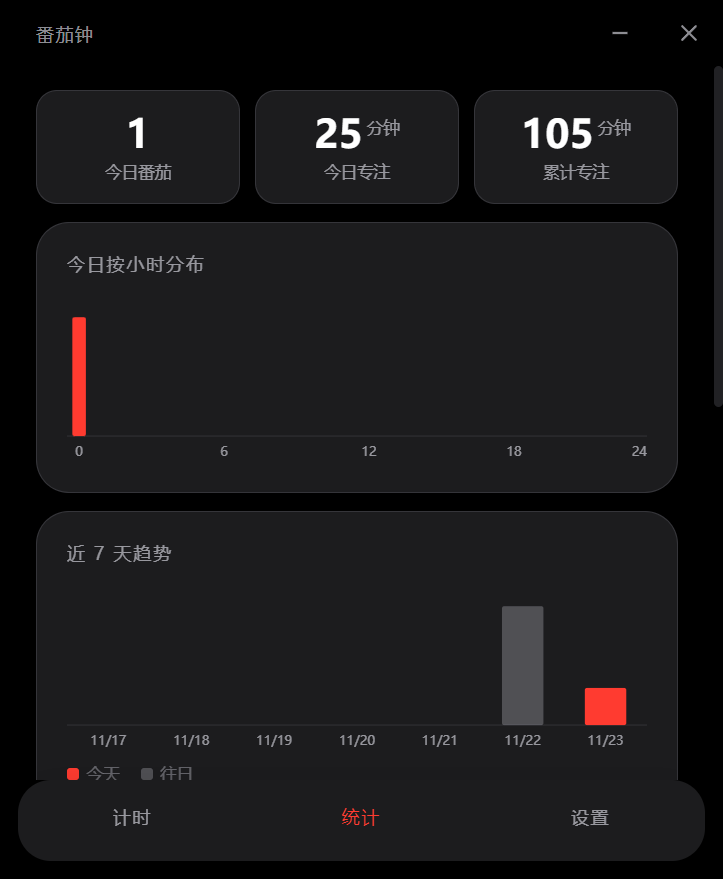 番茄钟
1
今日番茄
25 分钟
今日专注
105 分钟
累计专注
今日按小时分布
0 6 12 18 24
近 7 天趋势
11/17 11/18 11/19 11/20 11/21 11/22 11/23
今天 往日
计时 统计 设置